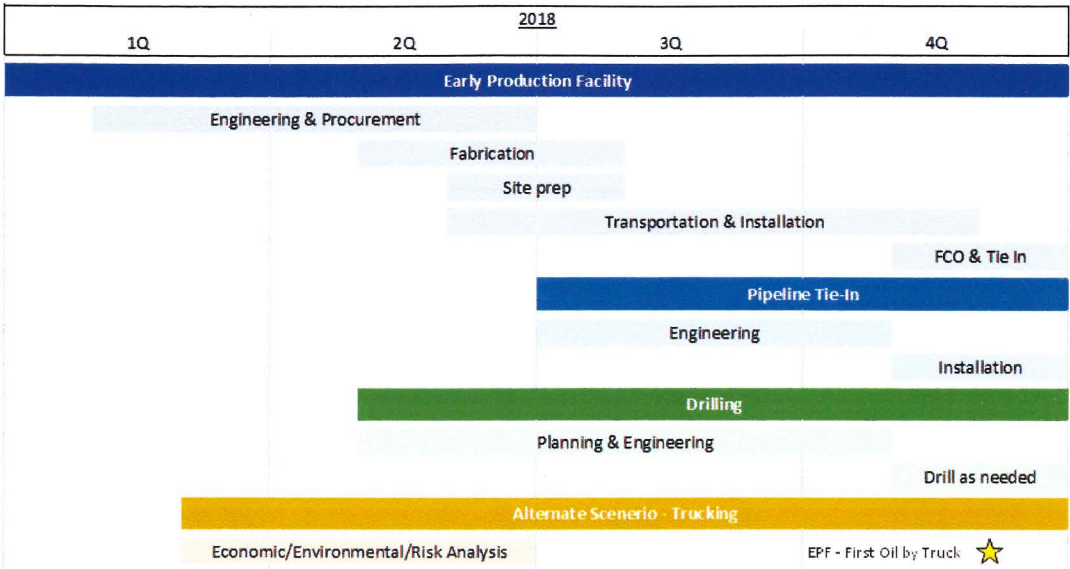 2018
1Q 2Q 3Q 4Q
Early Production Facility
Engineering & Procurement
Fabrication
Site prep
Transportation & Installation
FCO & Tie In
Pipeline Tie-In
Engineering
Installation
Drilling
Planning & Engineering
Drill as needed
Alternate Scenerio - Trucking
Economic/Environmental/Risk Analysis EPF - First Oil by Truck